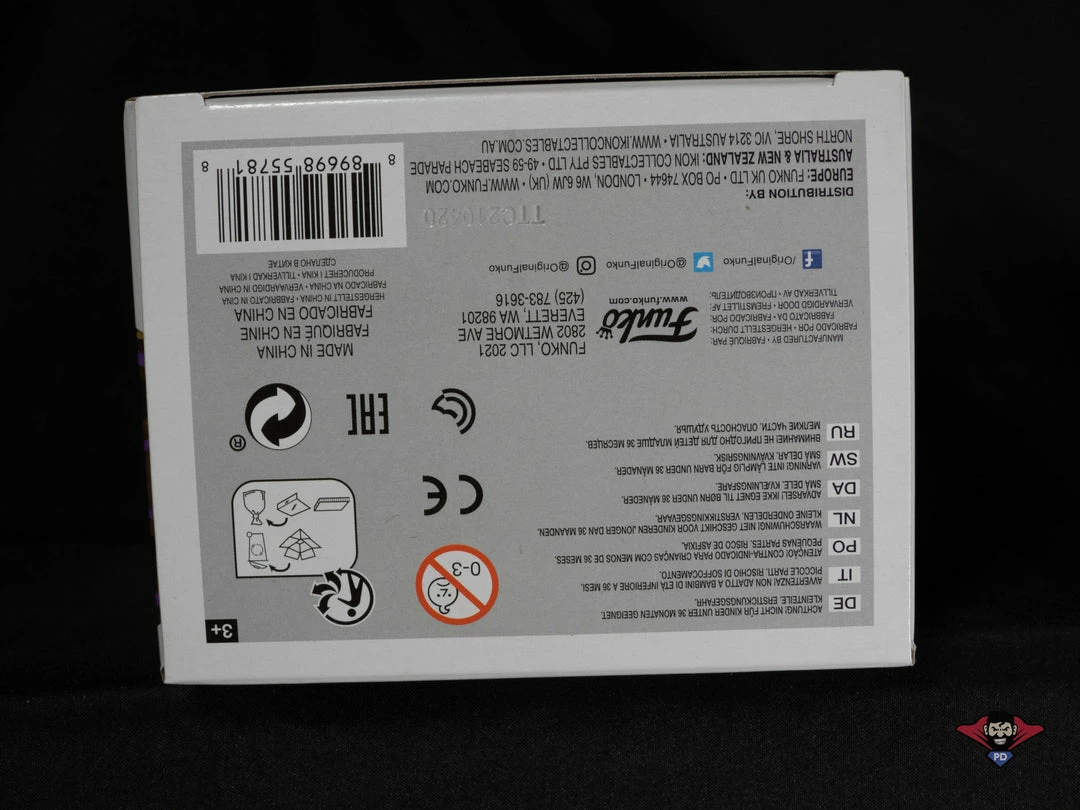 3+
DE ACHTUNG! NICHT FÜR KINDER UNTER 36 MONATEN GEEIGNET.
KLEINTEILE. ERSTICKUNGSGEFAHR.
IT AVVERTENZA! NON ADATTO A BAMBINI DI ETÀ INFERIORE A 36 MESI.
PICCOLE PARTI. RISCHIO DI SOFFOCAMENTO.
PO ATENÇÃO! CONTRA-INDICADO PARA CRIANÇAS COM MENOS DE 36 MESES.
PEQUENAS PARTES. RISCO DE ASFIXIA.
NL WAARSCHUWING! NIET GESCHIKT VOOR KINDEREN JONGER DAN 36 MAANDEN.
KLEINE ONDERDELEN. VERSTIKKINGSGEVAAR.
DA ADVARSEL! IKKE EGNET TIL BØRN UNDER 36 MÅNEDER.
SMÅ DELE. KVÆLNINGSFARE.
SW VARNING! INTE LÄMPLIG FÖR BARN UNDER 36 MÅNADER.
SMÅ DELAR. KVÄVNINGSRISK.
RU ВНИМАНИЕ! НЕ ПРИГОДНО ДЛЯ ДЕТЕЙ МЛАДШЕ 36 МЕСЯЦЕВ.
МЕЛКИЕ ЧАСТИ. ОПАСНОСТЬ УДУШЬЯ.
0-3
CE
EAC
®
MANUFACTURED BY • FABRIQUÉ PAR:
FABRICADO POR • HERGESTELLT DURCH:
FABBRICATO DA • FABRICADO POR:
VERVAARDIGD DOOR • FREMSTILLET AF:
TILLVERKAD AV • ПРОИЗВОДИТЕЛЬ:
Funko
www.funko.com
FUNKO, LLC 2021
2802 WETMORE AVE
EVERETT, WA 98201
(425) 783-3616
MADE IN CHINA
FABRIQUÉ EN CHINE
FABRICADO EN CHINA
HERGESTELLT IN CHINA • FABBRICATO IN CINA
FABRICADO NA CHINA • VERVAARDIGD IN CHINA
PRODUCERET I KINA • TILLVERKAD I KINA
СДЕЛАНО В КИТАЕ
/OriginalFunko
@OriginalFunko
@OriginalFunko
TTC210420
DISTRIBUTION BY:
EUROPE: FUNKO UK LTD • PO BOX 74644 • LONDON, W6 6JW (UK) • WWW.FUNKO.COM
AUSTRALIA & NEW ZEALAND: IKON COLLECTABLES PTY LTD • 49-59 SEABEACH PARADE
NORTH SHORE, VIC 3214 AUSTRALIA • WWW.IKONCOLLECTABLES.COM.AU
8 89698 55781 8
PD